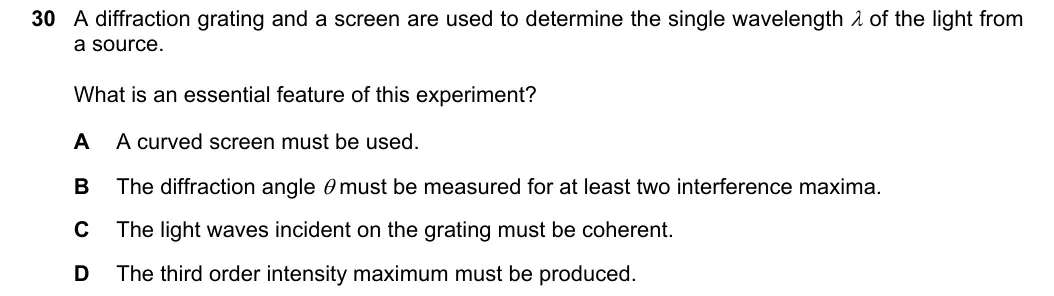 30 A diffraction grating and a screen are used to determine the single wavelength λ of the light from
a source.
What is an essential feature of this experiment?
A A curved screen must be used.
B The diffraction angle θ must be measured for at least two interference maxima.
C The light waves incident on the grating must be coherent.
D The third order intensity maximum must be produced.